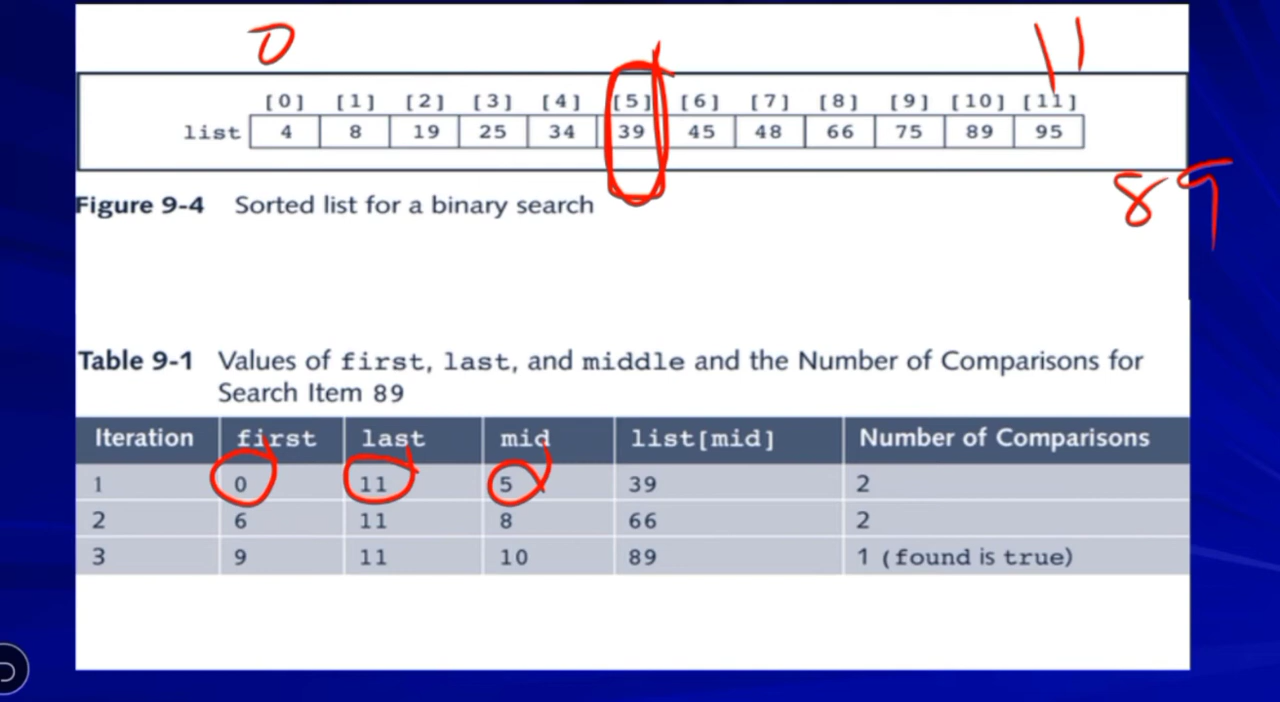 0 11
[0] [1] [2] [3] [4] [5] [6] [7] [8] [9] [10] [11]
list 4 8 19 25 34 39 45 48 66 75 89 95
89
Figure 9-4 Sorted list for a binary search
Table 9-1 Values of first, last, and middle and the Number of Comparisons for
Search Item 89
Iteration first last mid list[mid] Number of Comparisons
1 0 11 5 39 2
2 6 11 8 66 2
3 9 11 10 89 1 (found is true)